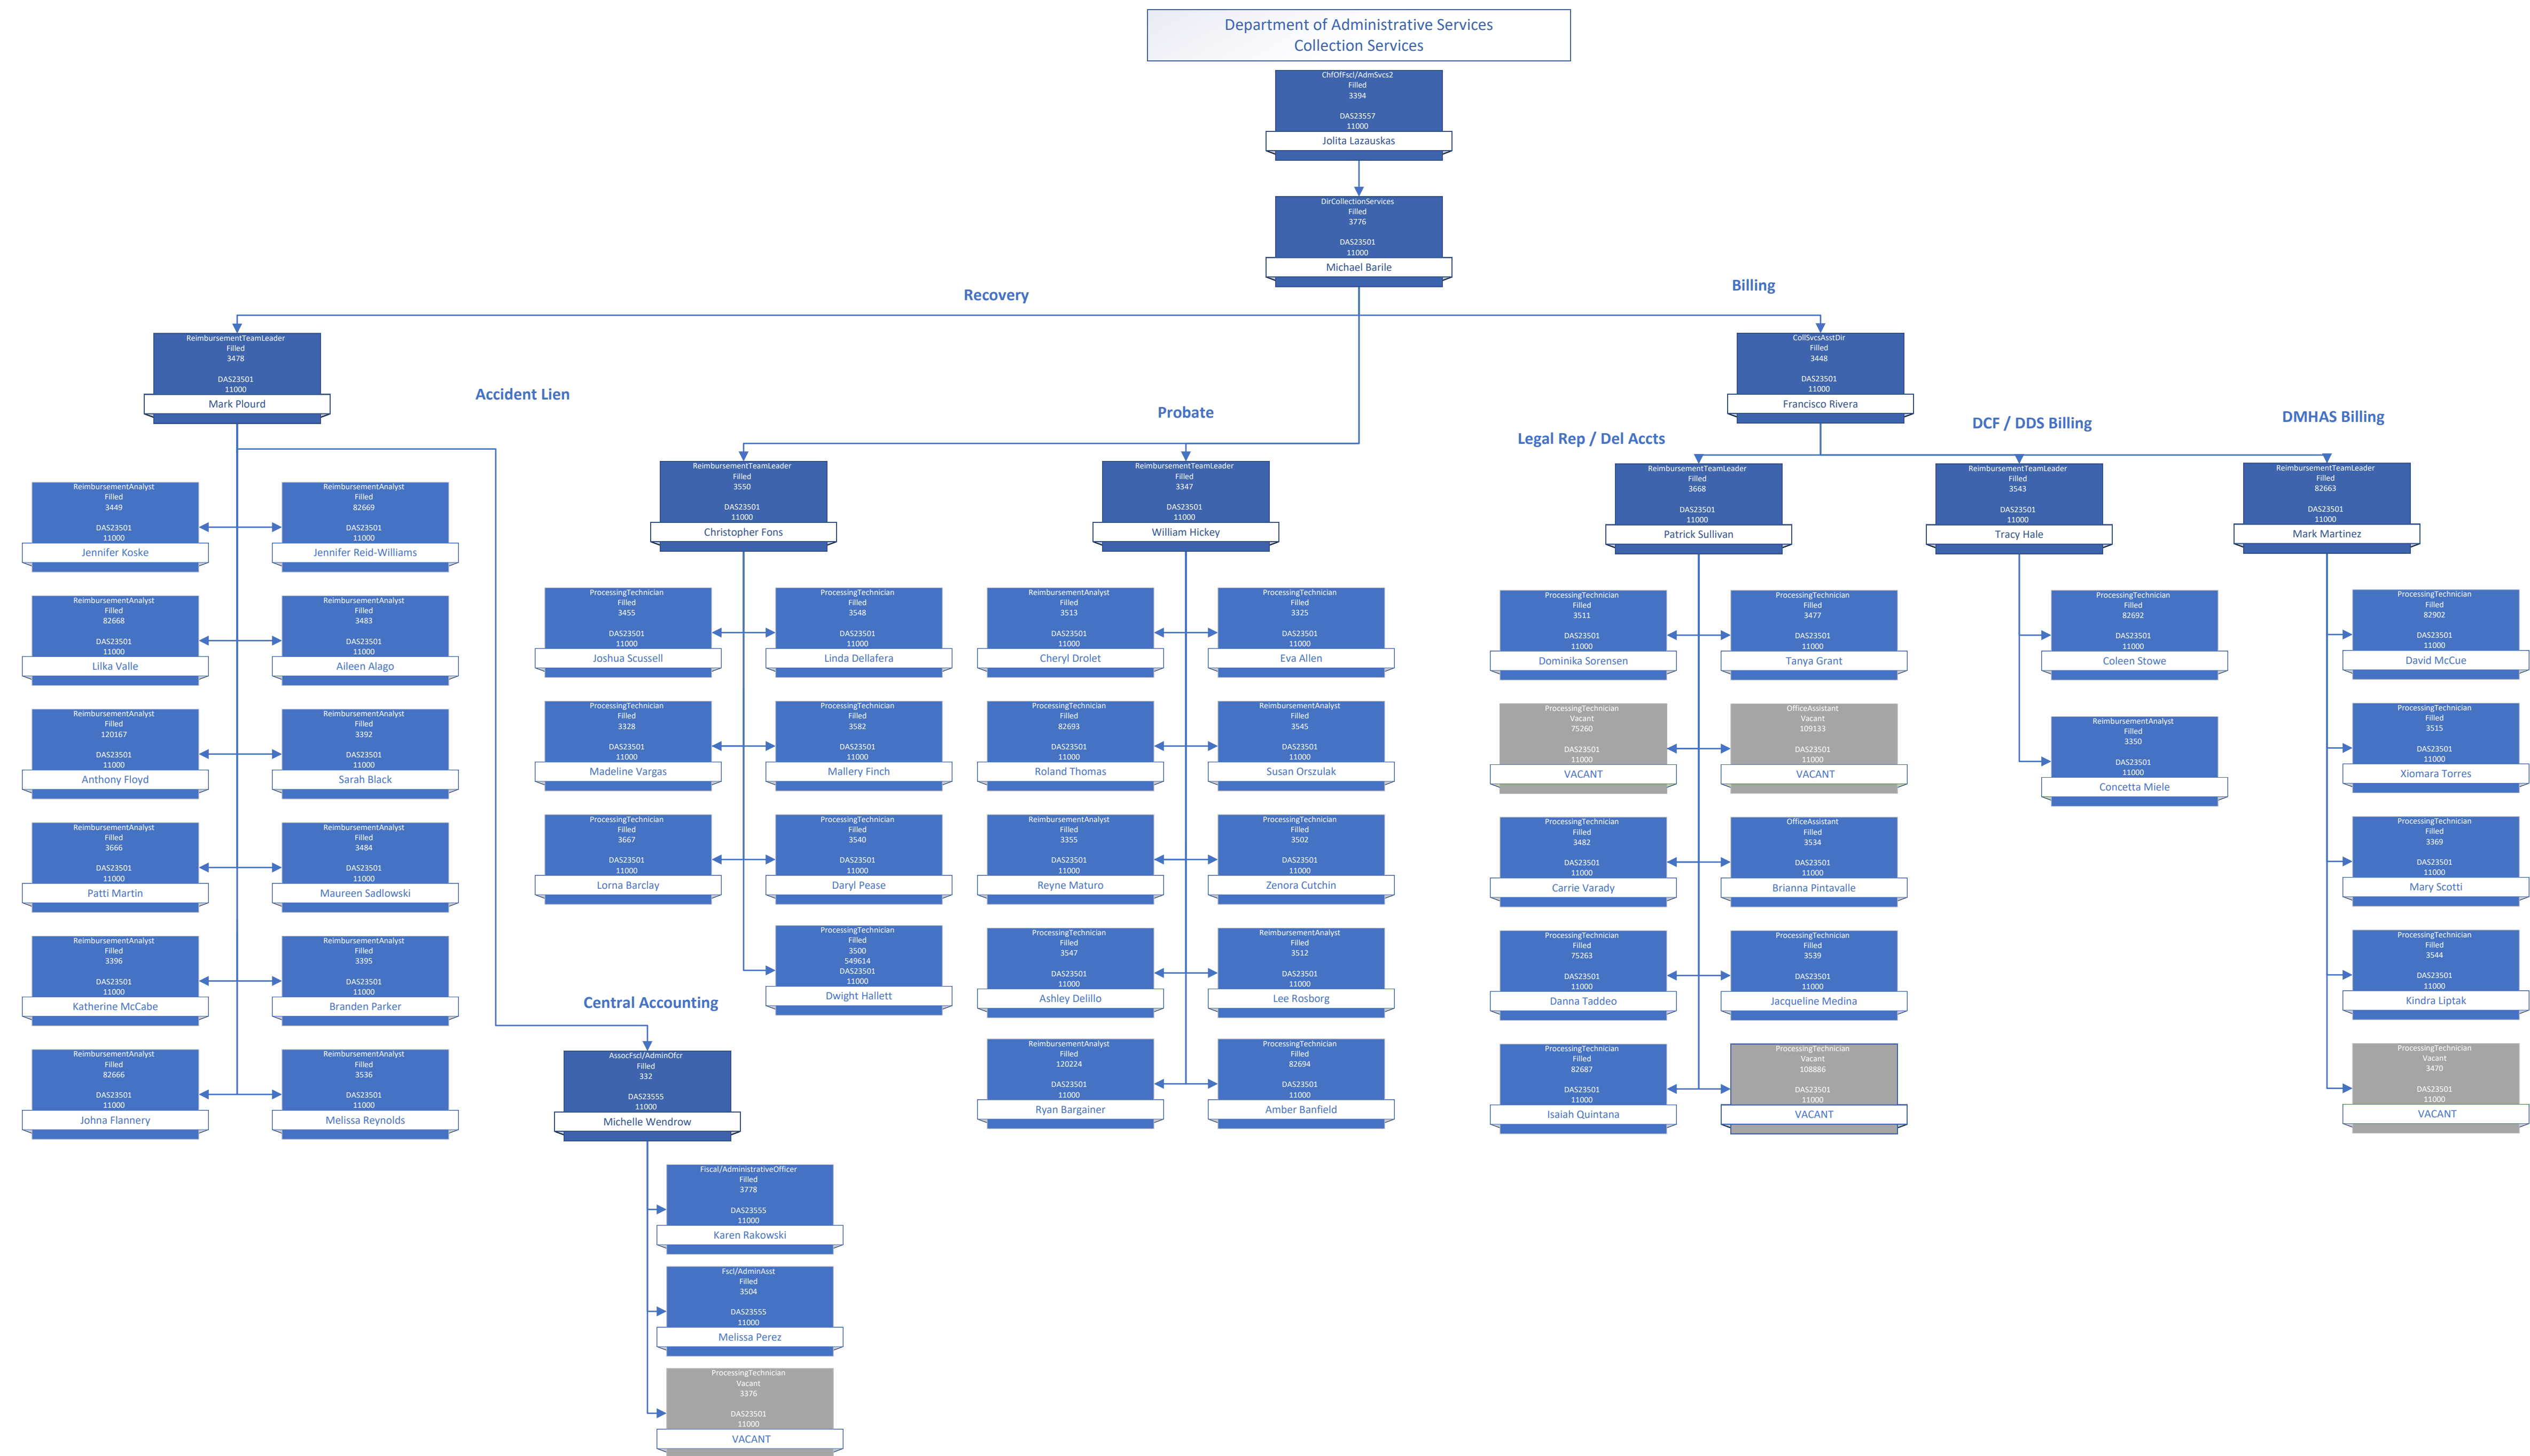 Department of Administrative Services
Collection Services
ChfOfFscl/AdmSvcs2
Filled
3394
DAS23557
11000
Jolita Lazauskas
DirCollectionServices
Filled
3776
DAS23501
11000
Michael Barile
Recovery
Billing
ReimbursementTeamLeader
Filled
3478
DAS23501
11000
Mark Plourd
CollSvcsAsstDir
Filled
3448
DAS23501
11000
Francisco Rivera
Accident Lien
ReimbursementAnalyst
Filled
3449
DAS23501
11000
Jennifer Koske
ReimbursementAnalyst
Filled
82669
DAS23501
11000
Jennifer Reid-Williams
ReimbursementAnalyst
Filled
82668
DAS23501
11000
Lilka Valle
ReimbursementAnalyst
Filled
3483
DAS23501
11000
Aileen Alago
ReimbursementAnalyst
Filled
120167
DAS23501
11000
Anthony Floyd
ReimbursementAnalyst
Filled
3392
DAS23501
11000
Sarah Black
ReimbursementAnalyst
Filled
3666
DAS23501
11000
Patti Martin
ReimbursementAnalyst
Filled
3484
DAS23501
11000
Maureen Sadlowski
ReimbursementAnalyst
Filled
3396
DAS23501
11000
Katherine McCabe
ReimbursementAnalyst
Filled
3395
DAS23501
11000
Branden Parker
ReimbursementAnalyst
Filled
82666
DAS23501
11000
Johna Flannery
ReimbursementAnalyst
Filled
3536
DAS23501
11000
Melissa Reynolds
Central Accounting
AssocFscl/AdminOfcr
Filled
332
DAS23555
11000
Michelle Wendrow
Fiscal/AdministrativeOfficer
Filled
3778
DAS23555
11000
Karen Rakowski
Fscl/AdminAsst
Filled
3504
DAS23555
11000
Melissa Perez
ProcessingTechnician
Vacant
3376
DAS23501
11000
VACANT
Probate
ReimbursementTeamLeader
Filled
3550
DAS23501
11000
Christopher Fons
ProcessingTechnician
Filled
3455
DAS23501
11000
Joshua Scussell
ProcessingTechnician
Filled
3548
DAS23501
11000
Linda Dellafera
ProcessingTechnician
Filled
3328
DAS23501
11000
Madeline Vargas
ProcessingTechnician
Filled
3582
DAS23501
11000
Mallery Finch
ProcessingTechnician
Filled
3667
DAS23501
11000
Lorna Barclay
ProcessingTechnician
Filled
3540
DAS23501
11000
Daryl Pease
ProcessingTechnician
Filled
3500
549614
DAS23501
11000
Dwight Hallett
ReimbursementTeamLeader
Filled
3347
DAS23501
11000
William Hickey
ReimbursementAnalyst
Filled
3513
DAS23501
11000
Cheryl Drolet
ProcessingTechnician
Filled
3325
DAS23501
11000
Eva Allen
ProcessingTechnician
Filled
82693
DAS23501
11000
Roland Thomas
ReimbursementAnalyst
Filled
3545
DAS23501
11000
Susan Orszulak
ReimbursementAnalyst
Filled
3355
DAS23501
11000
Reyne Maturo
ProcessingTechnician
Filled
3502
DAS23501
11000
Zenora Cutchin
ProcessingTechnician
Filled
3547
DAS23501
11000
Ashley Delillo
ReimbursementAnalyst
Filled
3512
DAS23501
11000
Lee Rosborg
ReimbursementAnalyst
Filled
120224
DAS23501
11000
Ryan Bargainer
ProcessingTechnician
Filled
82694
DAS23501
11000
Amber Banfield
Legal Rep / Del Accts
ReimbursementTeamLeader
Filled
3668
DAS23501
11000
Patrick Sullivan
ProcessingTechnician
Filled
3511
DAS23501
11000
Dominika Sorensen
ProcessingTechnician
Filled
3477
DAS23501
11000
Tanya Grant
ProcessingTechnician
Vacant
75260
DAS23501
11000
VACANT
OfficeAssistant
Vacant
109133
DAS23501
11000
VACANT
ProcessingTechnician
Filled
3482
DAS23501
11000
Carrie Varady
OfficeAssistant
Filled
3534
DAS23501
11000
Brianna Pintavalle
ProcessingTechnician
Filled
75263
DAS23501
11000
Danna Taddeo
ProcessingTechnician
Filled
3539
DAS23501
11000
Jacqueline Medina
ProcessingTechnician
Filled
82687
DAS23501
11000
Isaiah Quintana
ProcessingTechnician
Vacant
108886
DAS23501
11000
VACANT
DCF / DDS Billing
ReimbursementTeamLeader
Filled
3543
DAS23501
11000
Tracy Hale
ProcessingTechnician
Filled
82692
DAS23501
11000
Coleen Stowe
ReimbursementAnalyst
Filled
3350
DAS23501
11000
Concetta Miele
DMHAS Billing
ReimbursementTeamLeader
Filled
82663
DAS23501
11000
Mark Martinez
ProcessingTechnician
Filled
82902
DAS23501
11000
David McCue
ProcessingTechnician
Filled
3515
DAS23501
11000
Xiomara Torres
ProcessingTechnician
Filled
3369
DAS23501
11000
Mary Scotti
ProcessingTechnician
Filled
3544
DAS23501
11000
Kindra Liptak
ProcessingTechnician
Vacant
3470
DAS23501
11000
VACANT